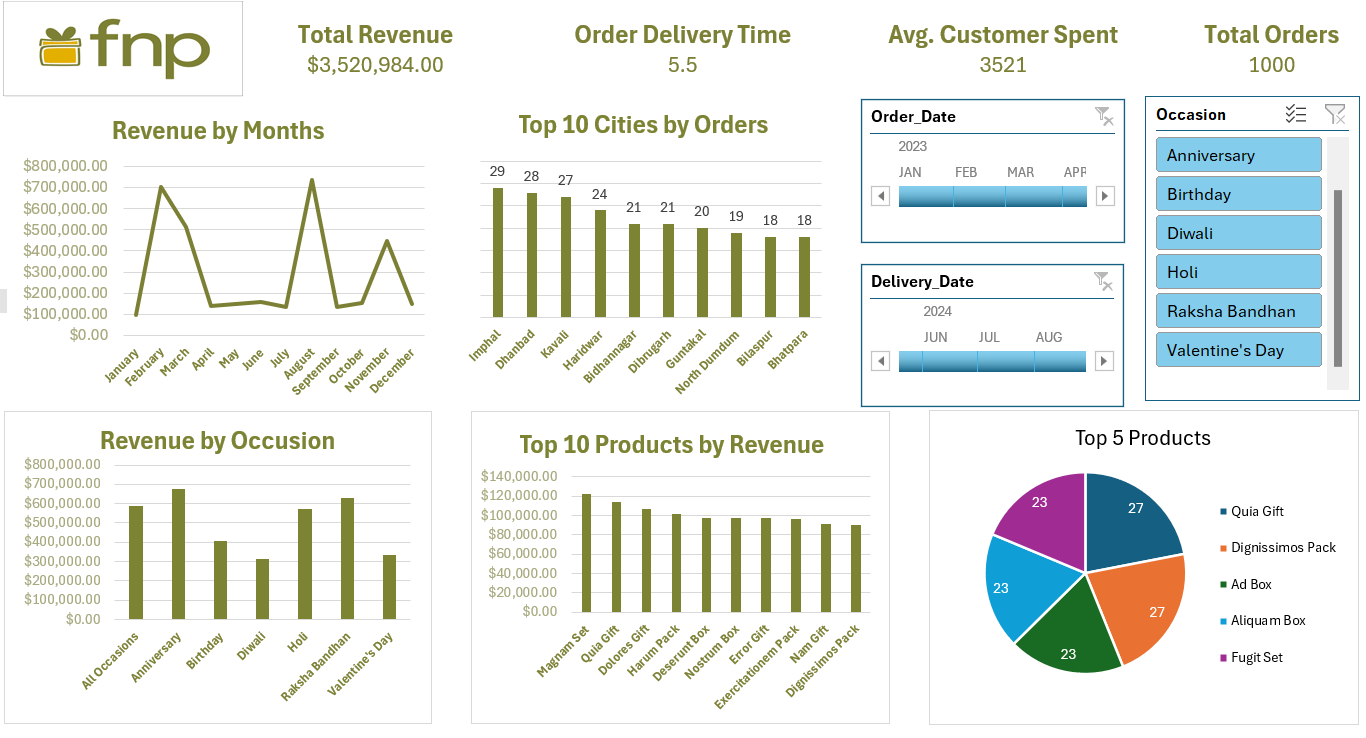 fnp
Total Revenue
$3,520,984.00
Order Delivery Time
5.5
Avg. Customer Spent
3521
Total Orders
1000
Revenue by Months
$800,000.00
$700,000.00
$600,000.00
$500,000.00
$400,000.00
$300,000.00
$200,000.00
$100,000.00
$0.00
January
February
March
April
May
June
July
August
September
October
November
December
Top 10 Cities by Orders
29
28
27
24
21
21
20
19
18
18
Imphal
Dhanbad
Kavali
Haridwar
Bidhannagar
Dibrugarh
Guntakal
North Dumdum
Bilaspur
Bhatpara
Order_Date
2023
JAN FEB MAR APR
Delivery_Date
2024
JUN JUL AUG
Occasion
Anniversary
Birthday
Diwali
Holi
Raksha Bandhan
Valentine's Day
Revenue by Occusion
$800,000.00
$700,000.00
$600,000.00
$500,000.00
$400,000.00
$300,000.00
$200,000.00
$100,000.00
$0.00
All Occasions
Anniversary
Birthday
Diwali
Holi
Raksha Bandhan
Valentine's Day
Top 10 Products by Revenue
$140,000.00
$120,000.00
$100,000.00
$80,000.00
$60,000.00
$40,000.00
$20,000.00
$0.00
Magnam Set
Quia Gift
Dolores Gift
Harum Pack
Deserunt Box
Nostrum Box
Error Gift
Exercitationem Pack
Nam Gift
Dignissimos Pack
Top 5 Products
27
27
23
23
23
Quia Gift
Dignissimos Pack
Ad Box
Aliquam Box
Fugit Set